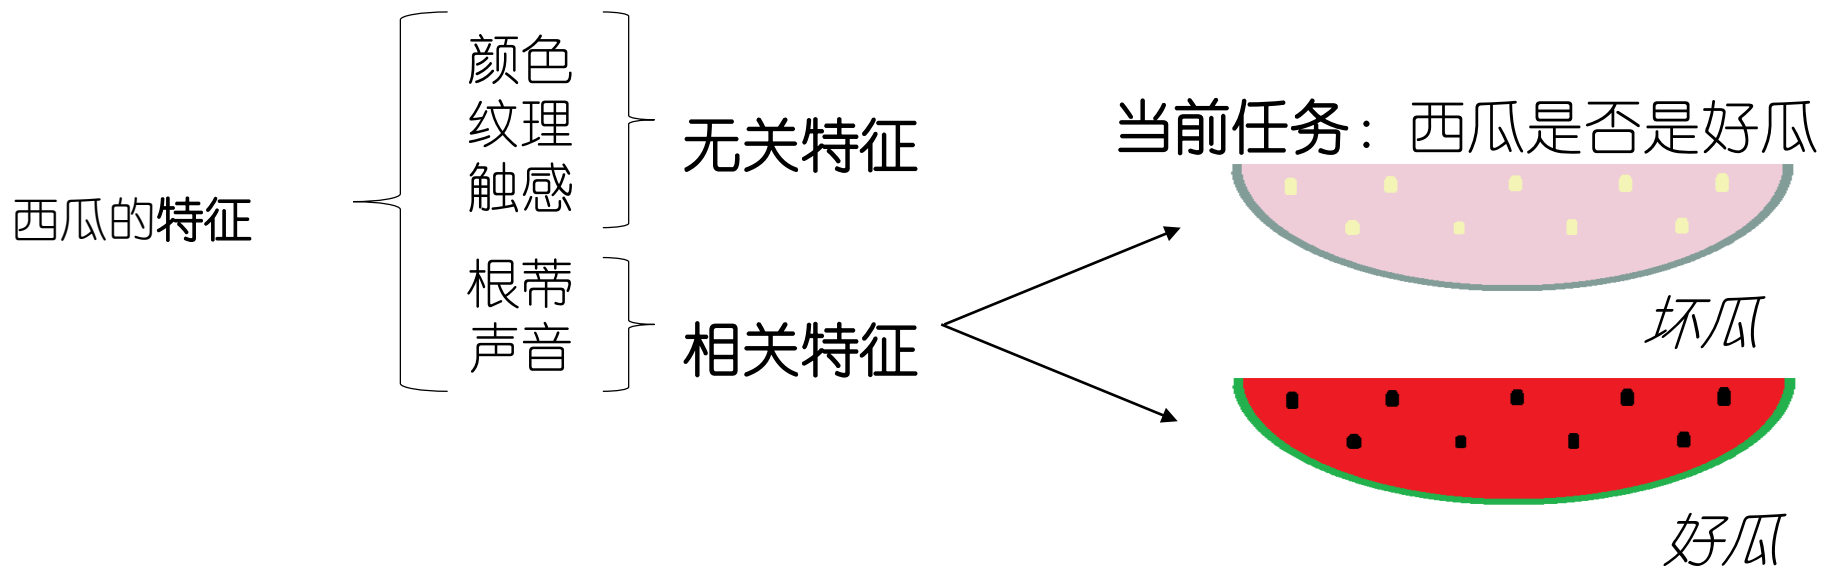 西瓜的特征
颜色
纹理
触感
根蒂
声音
无关特征
相关特征
当前任务：西瓜是否是好瓜
坏瓜
好瓜